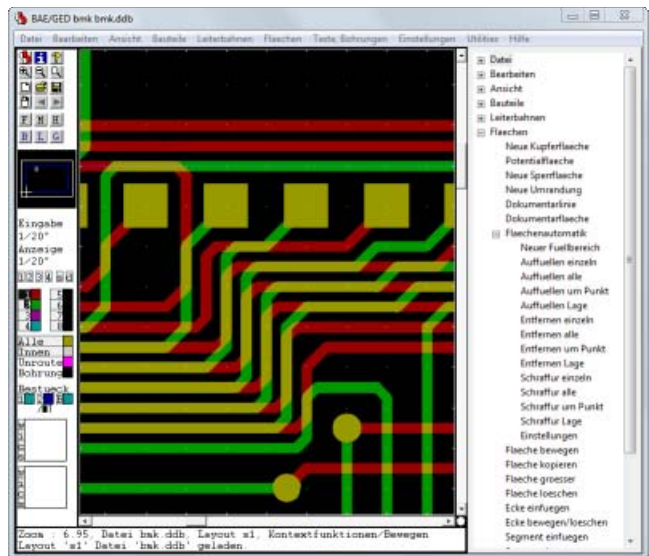 BAE/GED bmk bmk.ddb
Datei Bearbeiten Ansicht Bauteile Leiterbahnen Flaechen Texte, Bohrungen Einstellungen Utilities Hilfe
F M H
B L G
Eingabe
1/20"
Anzeige
1/20"
1 2 3 4
Alle
Innen
Unroute
Bohrung
Bestueck
Datei
Bearbeiten
Ansicht
Bauteile
Leiterbahnen
Flaechen
Neue Kupferflaeche
Potentialflaeche
Neue Sperrflaeche
Neue Umrandung
Dokumentarlinie
Dokumentarflaeche
Flaechenautomatik
Neuer Fuellbereich
Auffuellen einzeln
Auffuellen alle
Auffuellen um Punkt
Auffuellen Lage
Entfernen einzeln
Entfernen alle
Entfernen um Punkt
Entfernen Lage
Schraffur einzeln
Schraffur alle
Schraffur um Punkt
Schraffur Lage
Einstellungen
Flaeche bewegen
Flaeche kopieren
Flaeche groesser
Flaeche loeschen
Ecke einfuegen
Ecke bewegen/loeschen
Segment einfuegen
Zoom : 6.95, Datei bmk.ddb, Layout s1, Kontextfunktionen/Bewegen
Layout 's1' Datei 'bmk.ddb' geladen.